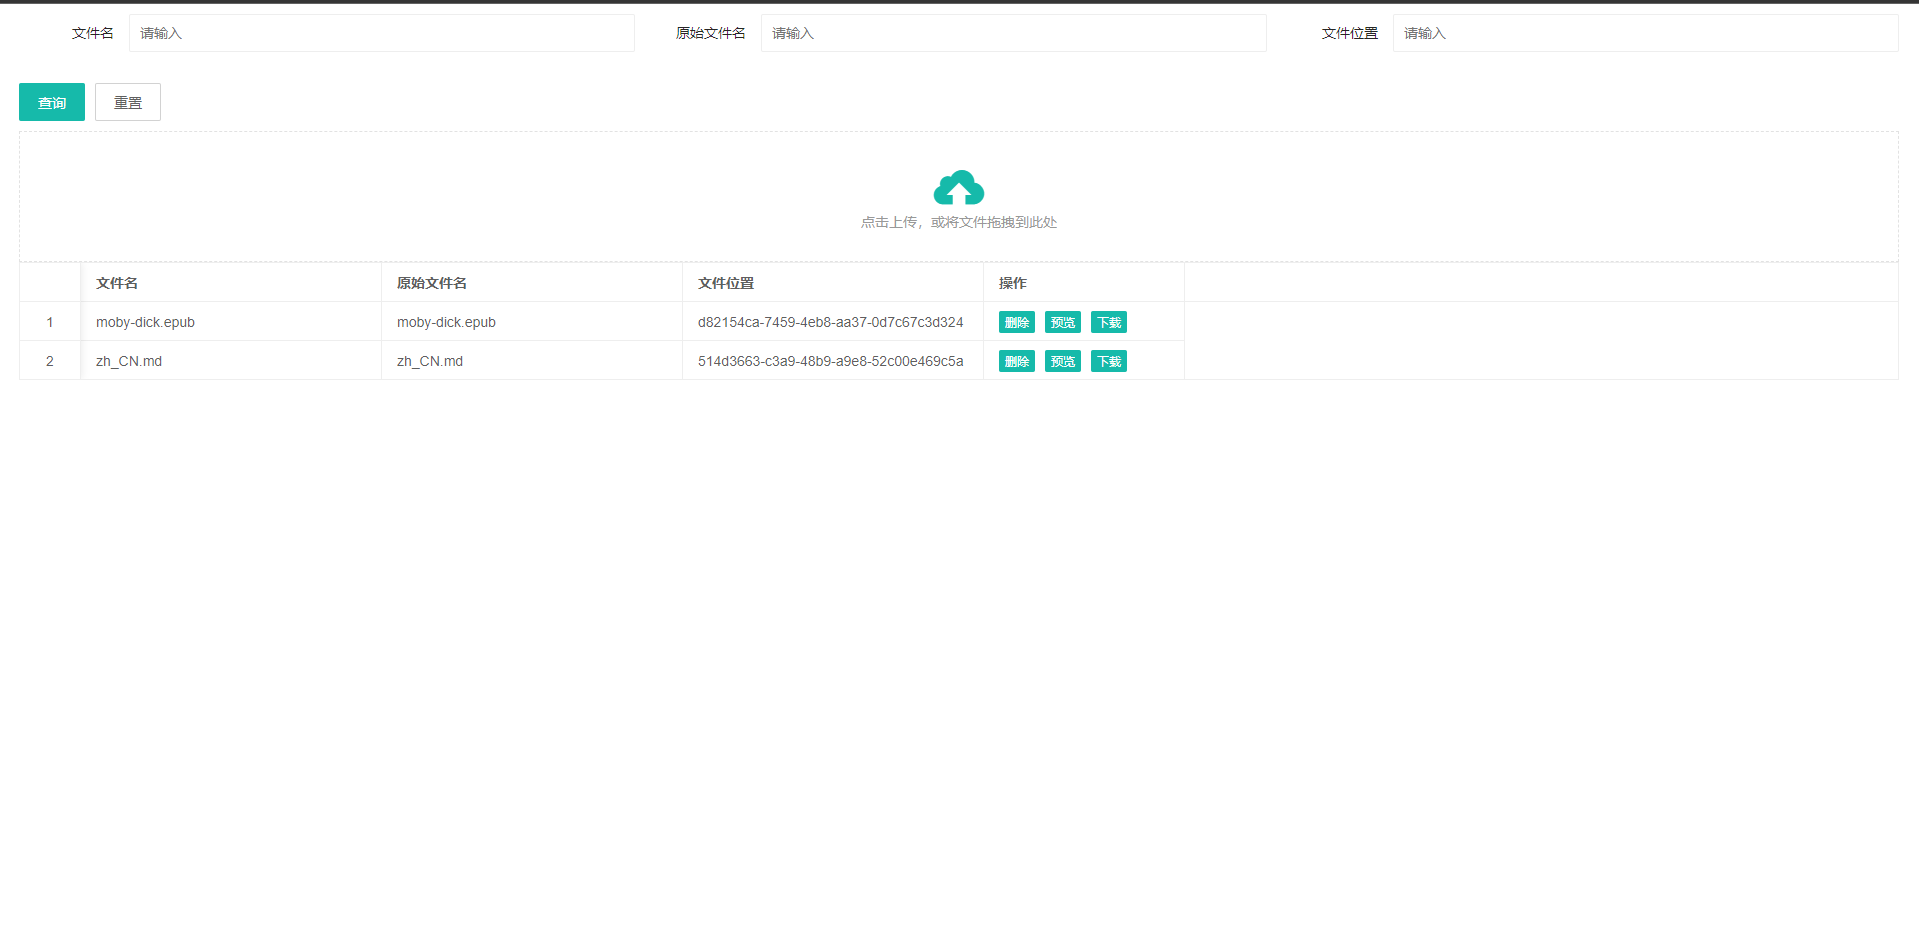 文件名 请输入 原始文件名 请输入 文件位置 请输入
查询 重置
点击上传，或将文件拖拽到此处
文件名 原始文件名 文件位置 操作
1 moby-dick.epub moby-dick.epub d82154ca-7459-4eb8-aa37-0d7c67c3d324 删除 预览 下载
2 zh_CN.md zh_CN.md 514d3663-c3a9-48b9-a9e8-52c00e469c5a 删除 预览 下载